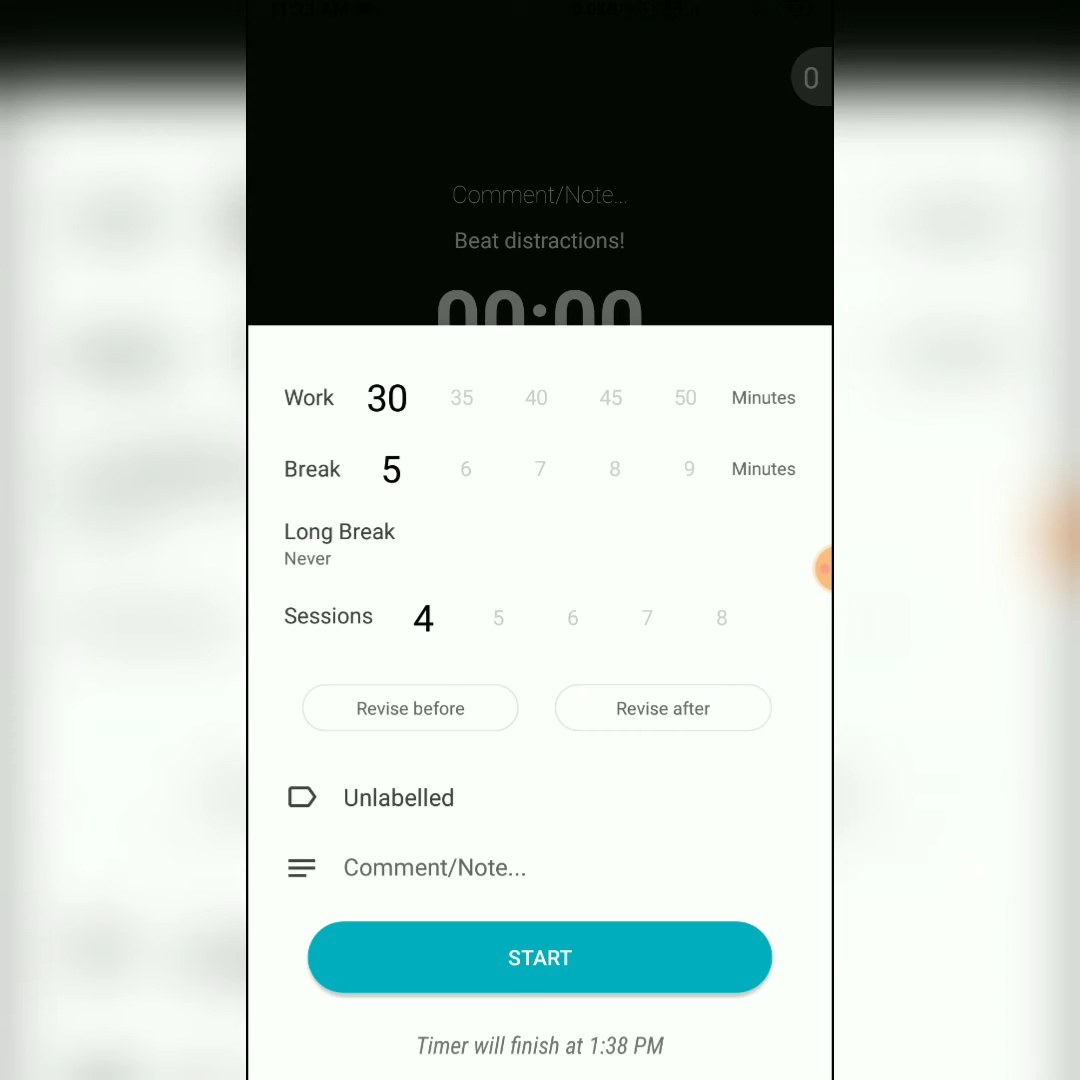 0
Comment/Note...
Beat distractions!
00:00
Work 30 35 40 45 50 Minutes
Break 5 6 7 8 9 Minutes
Long Break
Never
Sessions 4 5 6 7 8
Revise before Revise after
Unlabelled
Comment/Note...
START
Timer will finish at 1:38 PM